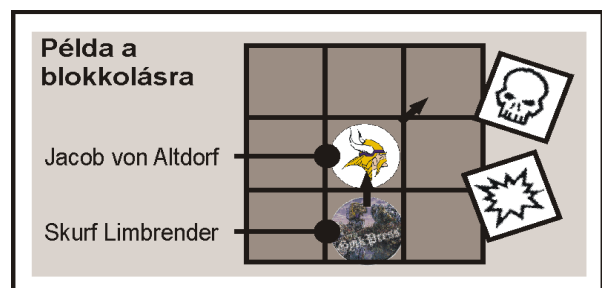 Példa a
blokkolásra
Jacob von Altdorf
Skurf Limbrender